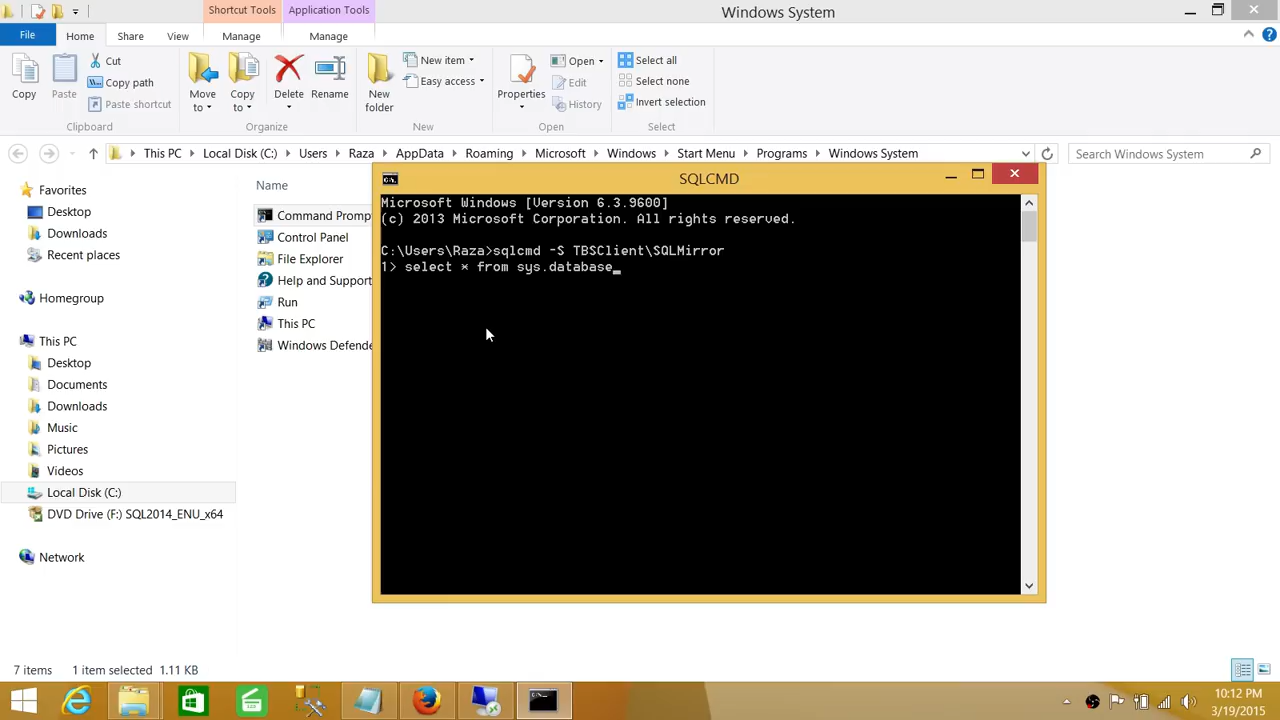 Shortcut Tools
Application Tools
Windows System
File
Home
Share
View
Manage
Manage
Copy
Paste
Cut
Copy path
Paste shortcut
Clipboard
Move to
Copy to
Delete
Rename
Organize
New folder
New item
Easy access
New
Properties
Open
Edit
History
Open
Select all
Select none
Invert selection
Select
This PC
Local Disk (C:)
Users
Raza
AppData
Roaming
Microsoft
Windows
Start Menu
Programs
Windows System
Search Windows System
Favorites
Desktop
Downloads
Recent places
Homegroup
This PC
Desktop
Documents
Downloads
Music
Pictures
Videos
Local Disk (C:)
DVD Drive (F:) SQL2014_ENU_x64
Network
Name
Command Promp
Control Panel
File Explorer
Help and Support
Run
This PC
Windows Defende
C:\.
SQLCMD
Microsoft Windows [Version 6.3.9600]
(c) 2013 Microsoft Corporation. All rights reserved.
C:\Users\Raza>sqlcmd -S TBSClient\SQLMirror
1> select * from sys.database_
7 items
1 item selected 1.11 KB
10:12 PM
3/19/2015